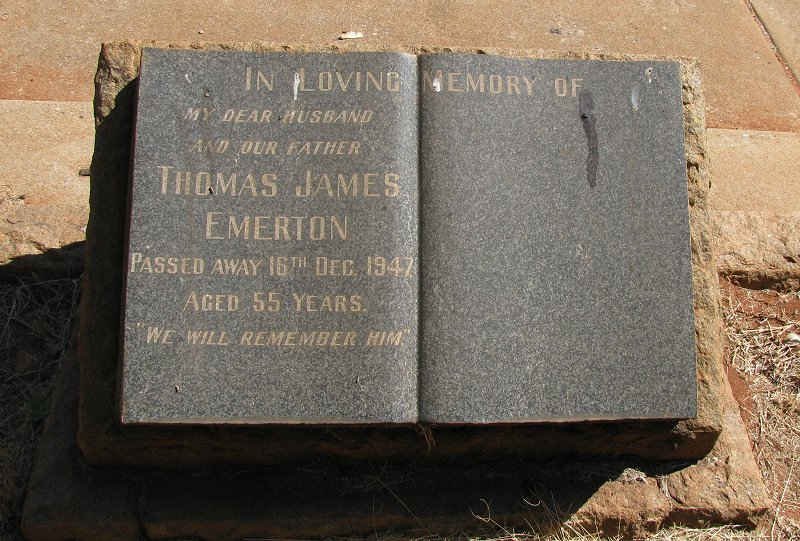 IN LOVING MEMORY OF
MY DEAR HUSBAND
AND OUR FATHER
THOMAS JAMES
EMERTON
PASSED AWAY 16TH DEC. 1947
AGED 55 YEARS.
"WE WILL REMEMBER HIM"